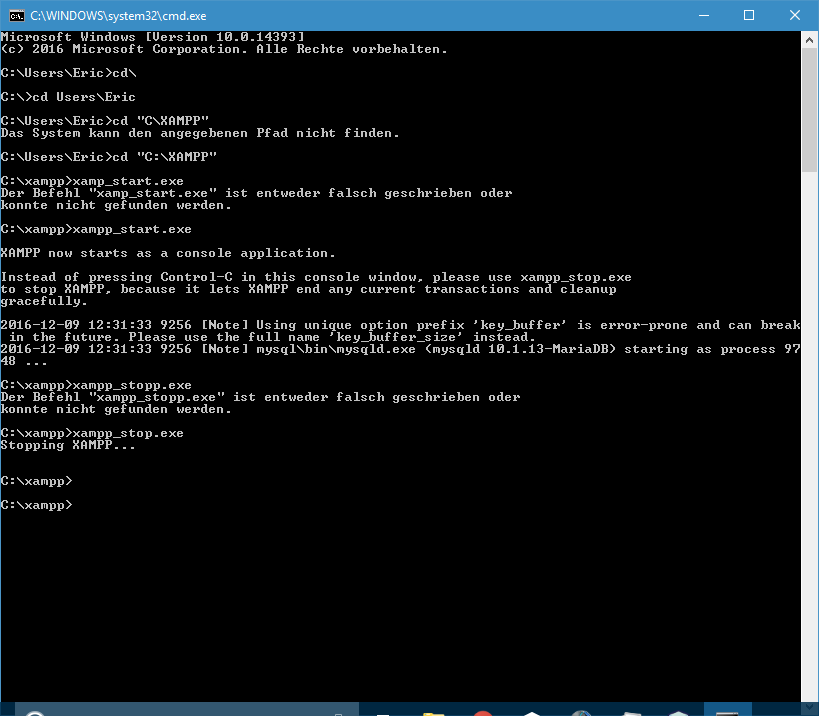 C:\WINDOWS\system32\cmd.exe
Microsoft Windows [Version 10.0.14393]
(c) 2016 Microsoft Corporation. Alle Rechte vorbehalten.
C:\Users\Eric>cd\
C:\>cd Users\Eric
C:\Users\Eric>cd "C\XAMPP"
Das System kann den angegebenen Pfad nicht finden.
C:\Users\Eric>cd "C:\XAMPP"
C:\xampp>xamp_start.exe
Der Befehl "xamp_start.exe" ist entweder falsch geschrieben oder
konnte nicht gefunden werden.
C:\xampp>xampp_start.exe
XAMPP now starts as a console application.
Instead of pressing Control-C in this console window, please use xampp_stop.exe
to stop XAMPP, because it lets XAMPP end any current transactions and cleanup
gracefully.
2016-12-09 12:31:33 9256 [Note] Using unique option prefix 'key_buffer' is error-prone and can break
in the future. Please use the full name 'key_buffer_size' instead.
2016-12-09 12:31:33 9256 [Note] mysql\bin\mysqld.exe (mysqld 10.1.13-MariaDB) starting as process 97
48 ...
C:\xampp>xampp_stopp.exe
Der Befehl "xampp_stopp.exe" ist entweder falsch geschrieben oder
konnte nicht gefunden werden.
C:\xampp>xampp_stop.exe
Stopping XAMPP...
C:\xampp>
C:\xampp>